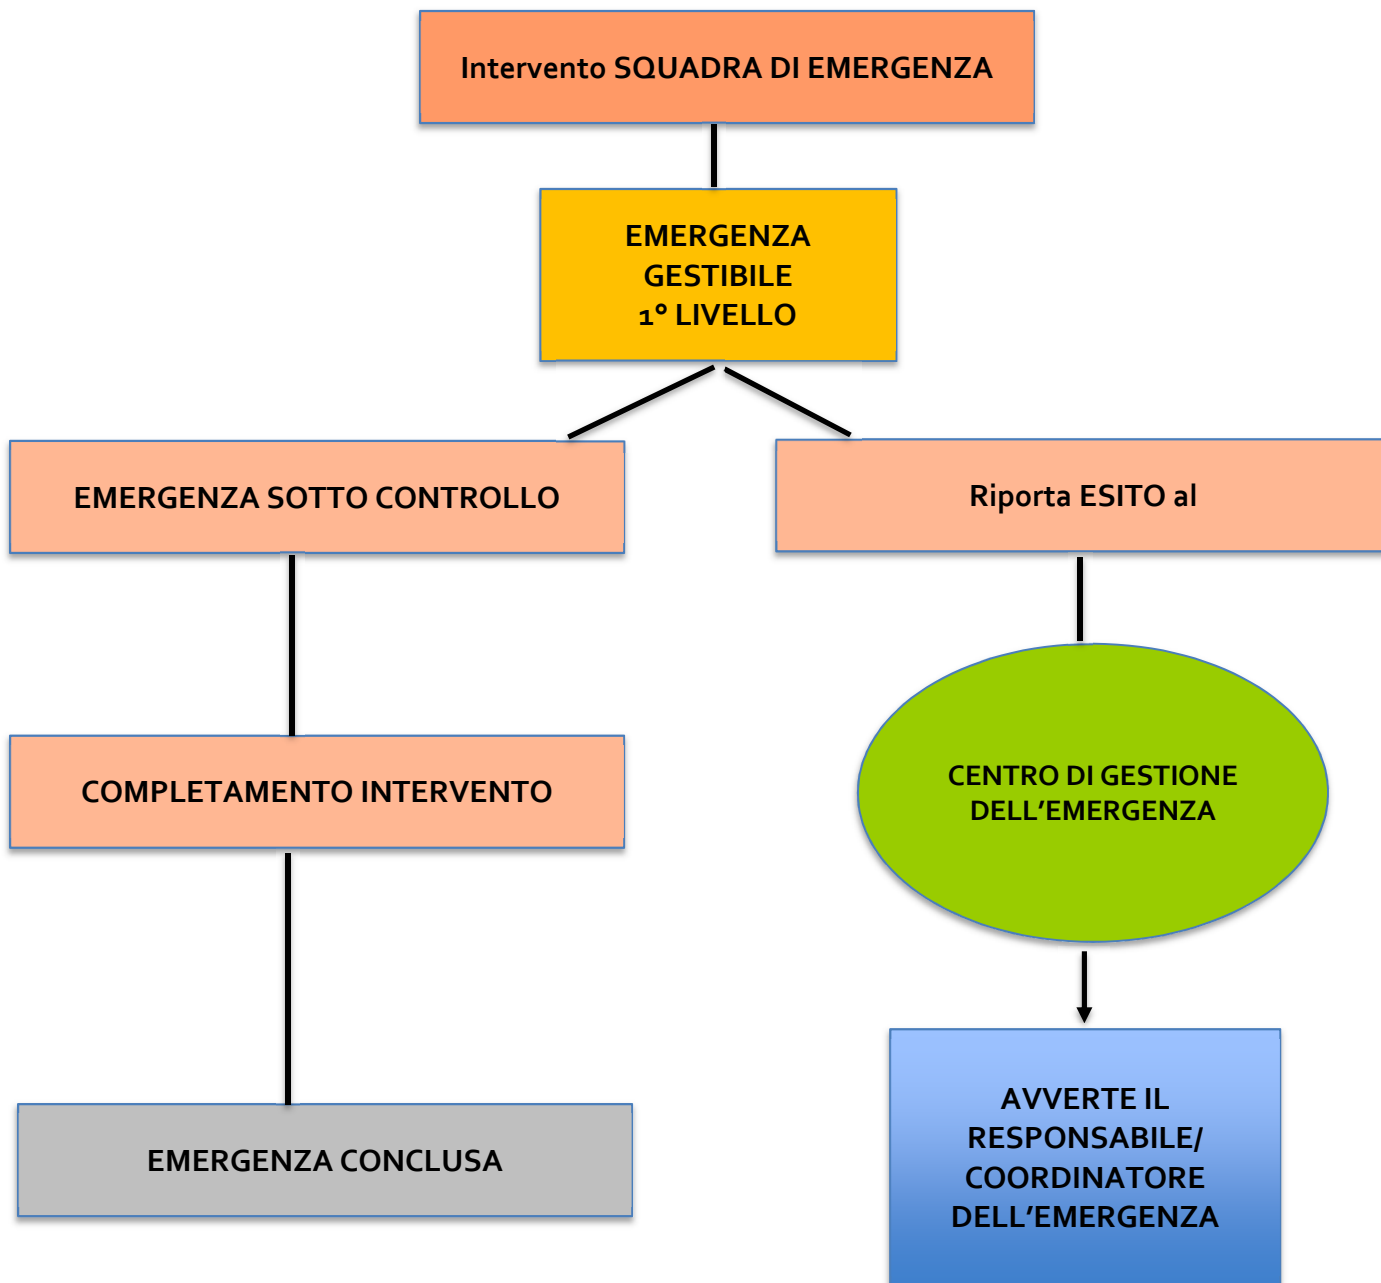 Intervento SQUADRA DI EMERGENZA
EMERGENZA
GESTIBILE
1° LIVELLO
EMERGENZA SOTTO CONTROLLO
Riporta ESITO al
COMPLETAMENTO INTERVENTO
CENTRO DI GESTIONE
DELL’EMERGENZA
EMERGENZA CONCLUSA
AVVERTE IL
RESPONSABILE/
COORDINATORE
DELL’EMERGENZA